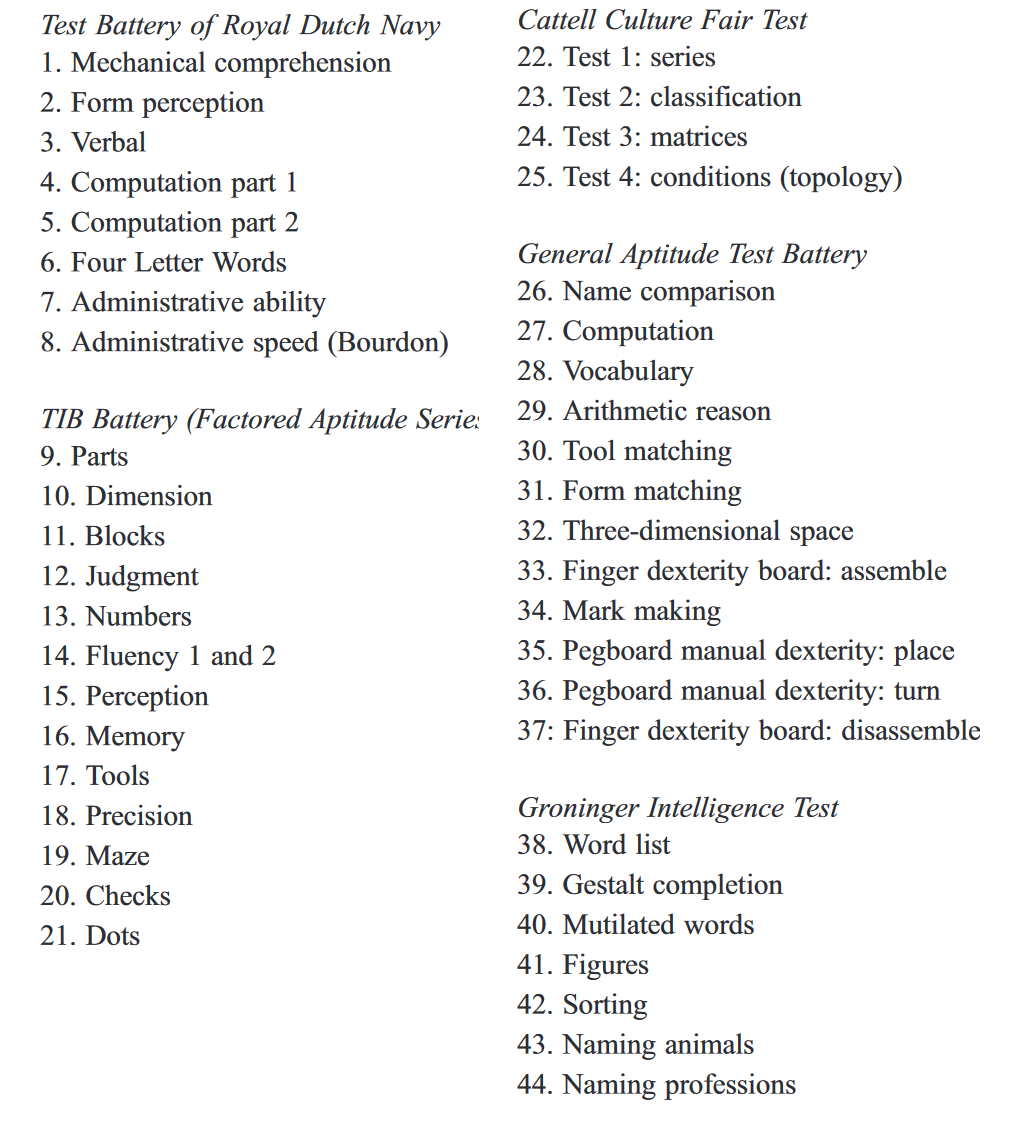 Test Battery of Royal Dutch Navy
1. Mechanical comprehension
2. Form perception
3. Verbal
4. Computation part 1
5. Computation part 2
6. Four Letter Words
7. Administrative ability
8. Administrative speed (Bourdon)
TIB Battery (Factored Aptitude Series
9. Parts
10. Dimension
11. Blocks
12. Judgment
13. Numbers
14. Fluency 1 and 2
15. Perception
16. Memory
17. Tools
18. Precision
19. Maze
20. Checks
21. Dots
Cattell Culture Fair Test
22. Test 1: series
23. Test 2: classification
24. Test 3: matrices
25. Test 4: conditions (topology)
General Aptitude Test Battery
26. Name comparison
27. Computation
28. Vocabulary
29. Arithmetic reason
30. Tool matching
31. Form matching
32. Three-dimensional space
33. Finger dexterity board: assemble
34. Mark making
35. Pegboard manual dexterity: place
36. Pegboard manual dexterity: turn
37: Finger dexterity board: disassemble
Groninger Intelligence Test
38. Word list
39. Gestalt completion
40. Mutilated words
41. Figures
42. Sorting
43. Naming animals
44. Naming professions